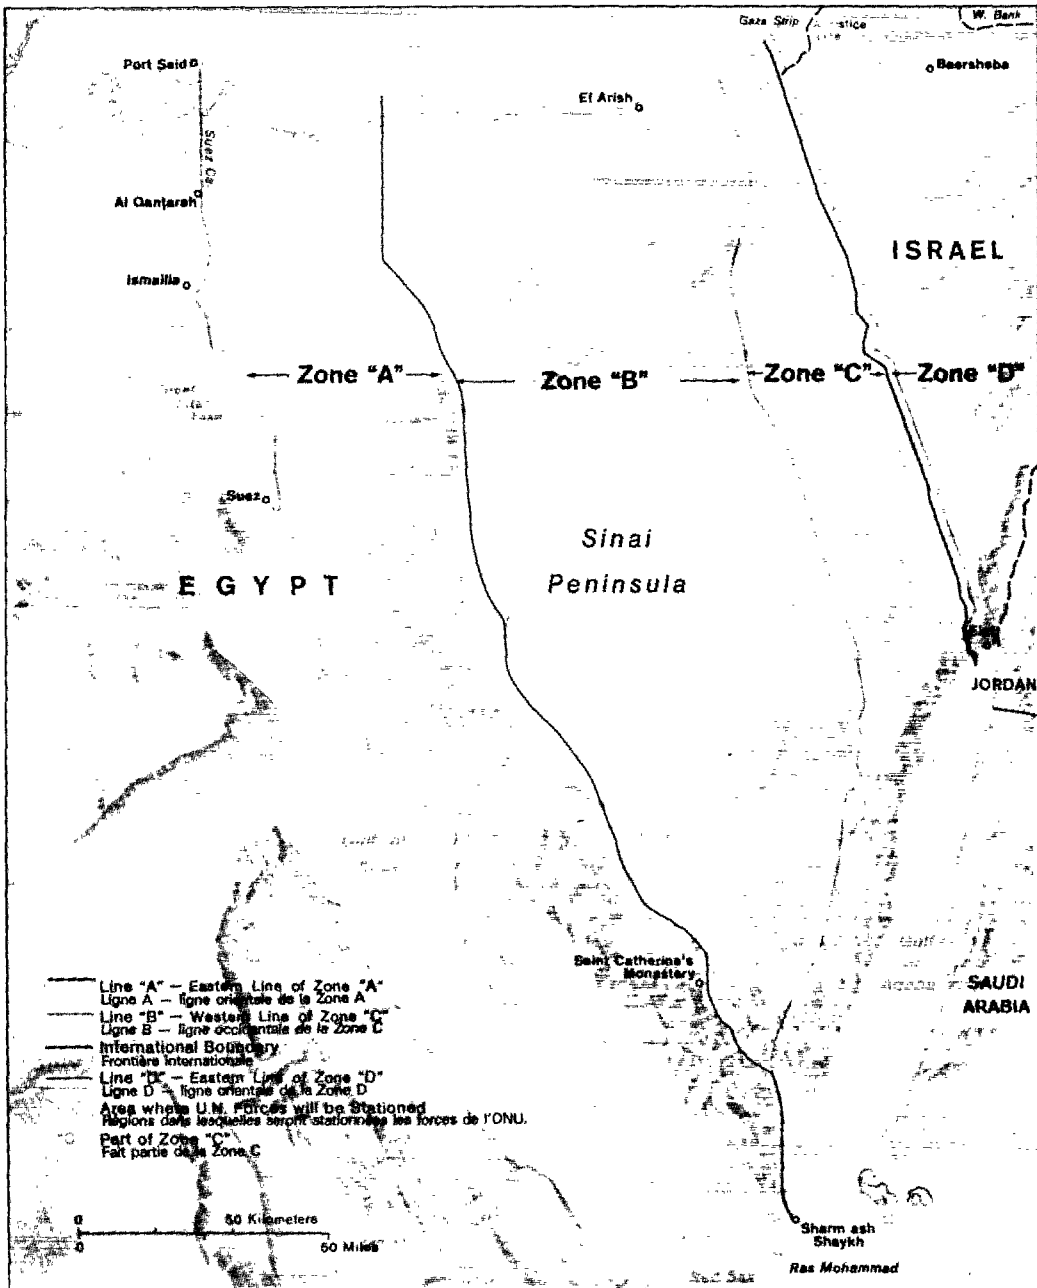 Gaza Strip
W. Bank
Port Said
Beersheba
El Arish
Suez Ca.
Al Qantarah
ISRAEL
Ismailia
Zone "A"
Zone "B"
Zone "C"
Zone "D"
Suez
Sinai
Peninsula
EGYPT
JORDAN
Saint Catherine's
Monastery
SAUDI
ARABIA
Line "A" – Eastern Line of Zone "A"
Ligne A – ligne orientale de la Zone A
Line "B" – Western Line of Zone "C"
Ligne B – ligne occidentale de la Zone C
International Boundary
Frontière Internationale
Line "D" – Eastern Line of Zone "D"
Ligne D – ligne orientale de la Zone D
Area where U.N. Forces will be Stationed
Régions dans lesquelles seront stationnées les forces de l'ONU.
Part of Zone "C"
Fait partie de la Zone C
0
50 Kilometers
0
50 Miles
Sharm ash
Shaykh
Ras Mohammad